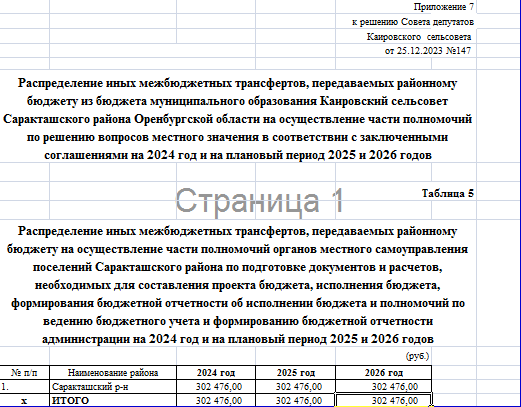 Приложение 7
к решению Совета депутатов
Каировского сельсовета
от 25.12.2023 №147
Распределение иных межбюджетных трансфертов, передаваемых районному
бюджету из бюджета муниципального образования Каировский сельсовет
Саракташского района Оренбургской области на осуществление части полномочий
по решению вопросов местного значения в соответствии с заключенными
соглашениями на 2024 год и на плановый период 2025 и 2026 годов
Страница 1
Таблица 5
Распределение иных межбюджетных трансфертов, передаваемых районному
бюджету на осуществление части полномочий органов местного самоуправления
поселений Саракташского района по подготовке документов и расчетов,
необходимых для составления проекта бюджета, исполнения бюджета,
формирования бюджетной отчетности об исполнении бюджета и полномочий по
ведению бюджетного учета и формированию бюджетной отчетности
администрации на 2024 год и на плановый период 2025 и 2026 годов
(руб.)
№ п/п Наименование района 2024 год 2025 год 2026 год
1. Саракташский р-н 302 476,00 302 476,00 302 476,00
х ИТОГО 302 476,00 302 476,00 302 476,00